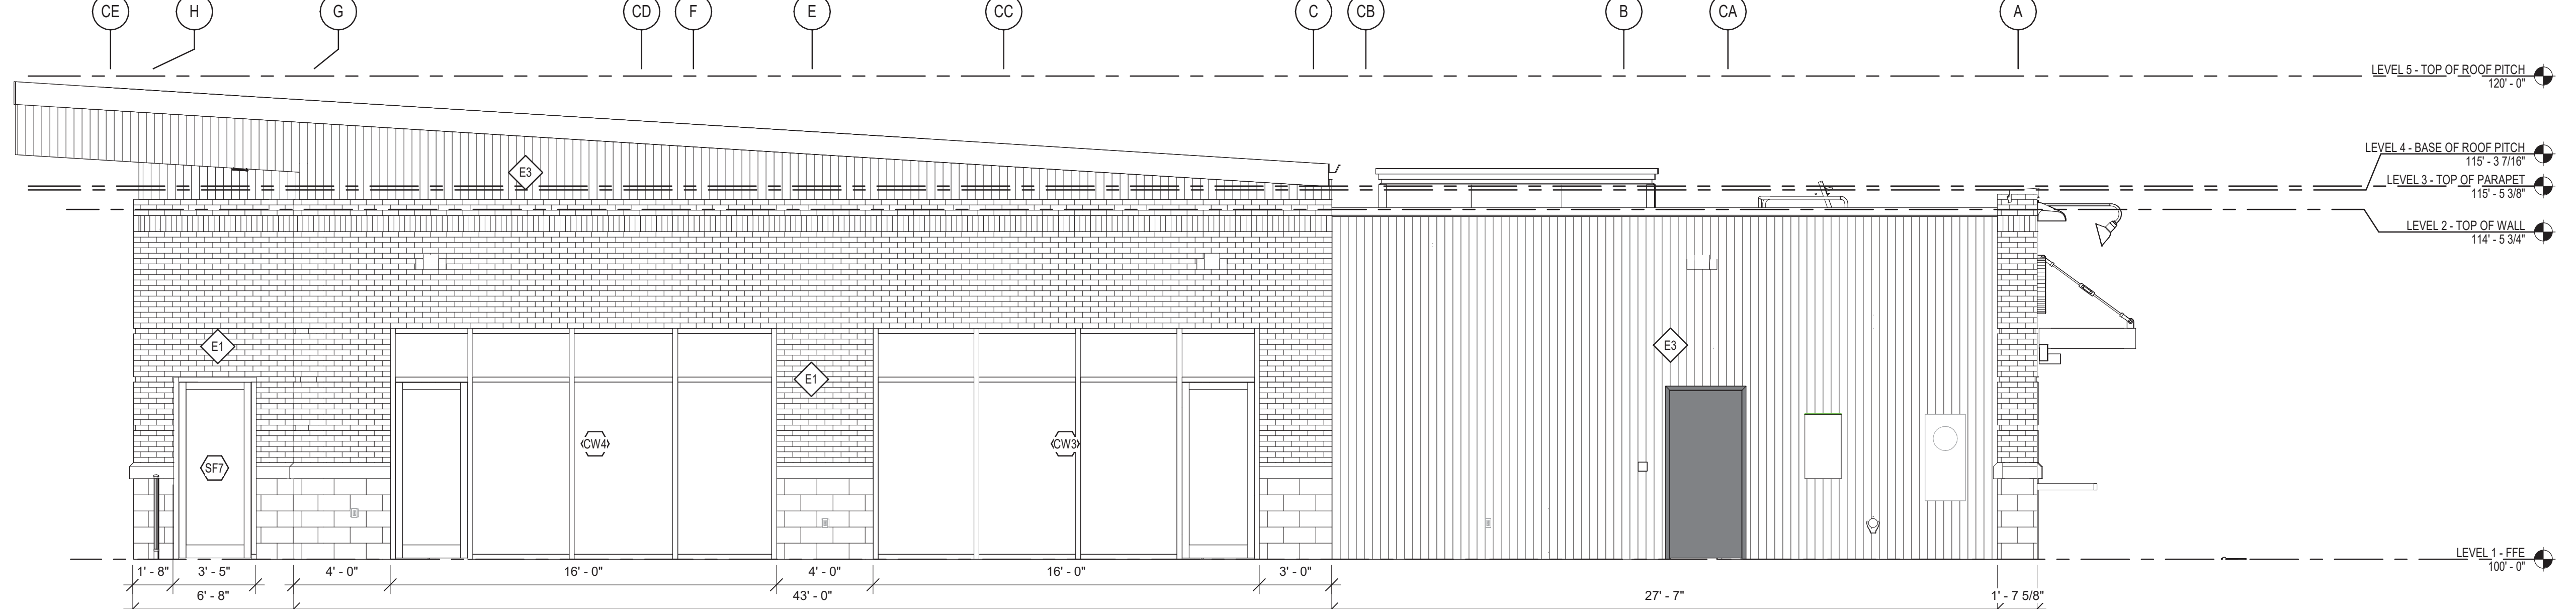 CE H G CD F E CC C CB B CA A
LEVEL 5 - TOP OF ROOF PITCH
120' - 0"
LEVEL 4 - BASE OF ROOF PITCH
115' - 3 7/16"
E3
LEVEL 3 - TOP OF PARAPET
115' - 5 3/8"
LEVEL 2 - TOP OF WALL
114' - 5 3/4"
E1
E3
E1
CW4
CW3
SF7
LEVEL 1 - FFE
100' - 0"
1' - 8" 3' - 5" 4' - 0" 16' - 0" 4' - 0" 16' - 0" 3' - 0"
6' - 8" 43' - 0" 27' - 7" 1' - 7 5/8"